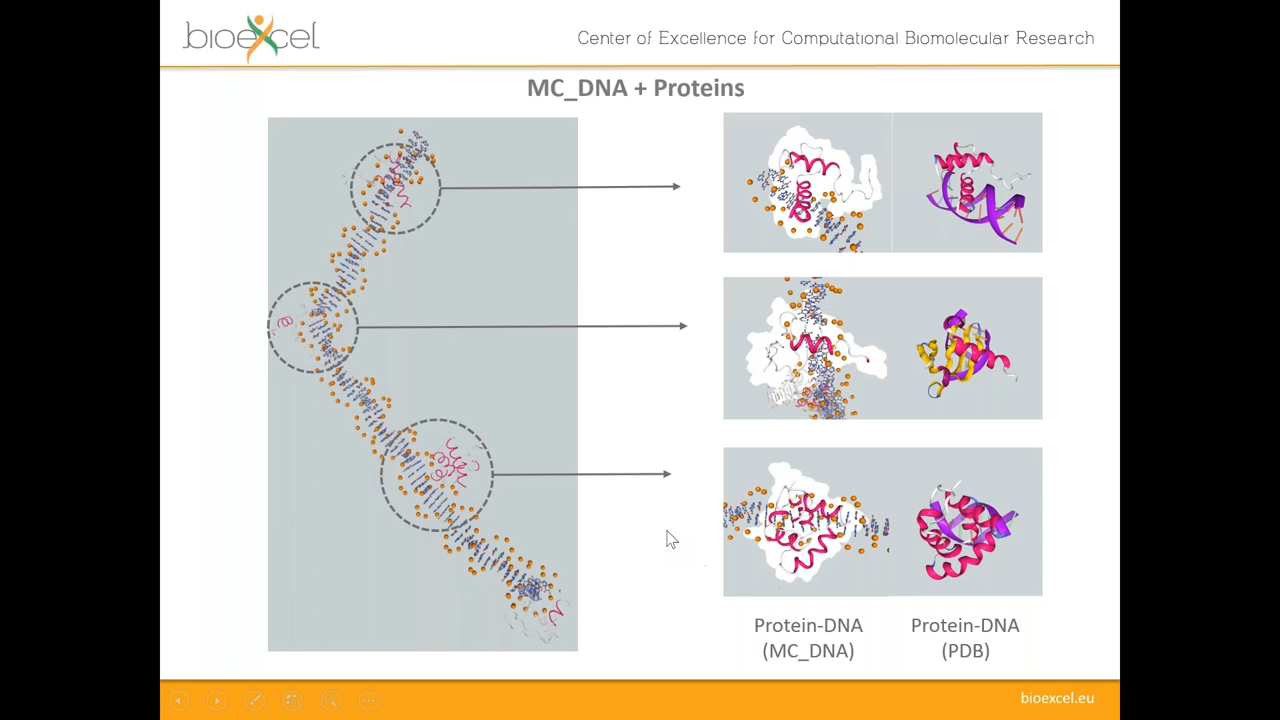 bioexcel
Center of Excellence for Computational Biomolecular Research
MC_DNA + Proteins
Protein-DNA
(MC_DNA)
Protein-DNA
(PDB)
bioexcel.eu